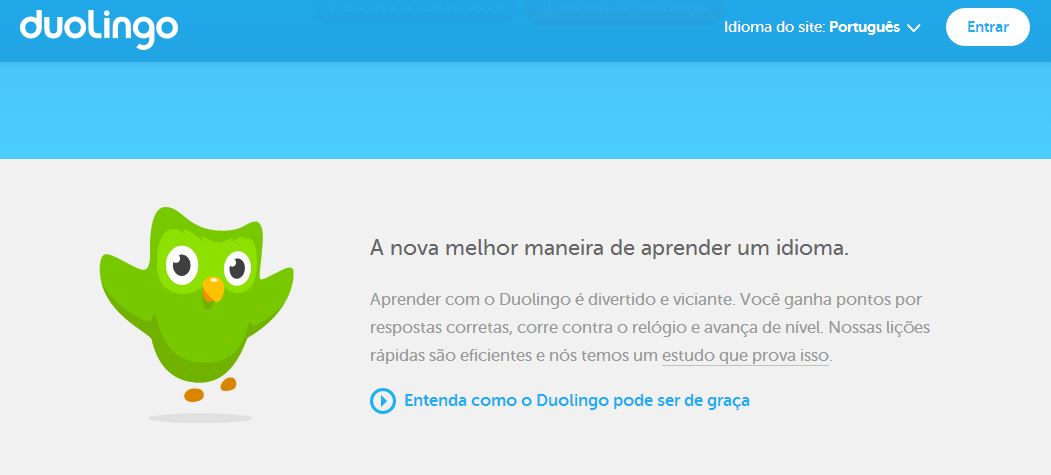 duolingo
Idioma do site: Português
Entrar
A nova melhor maneira de aprender um idioma.
Aprender com o Duolingo é divertido e viciante. Você ganha pontos por
respostas corretas, corre contra o relógio e avança de nível. Nossas lições
rápidas são eficientes e nós temos um estudo que prova isso.
Entenda como o Duolingo pode ser de graça